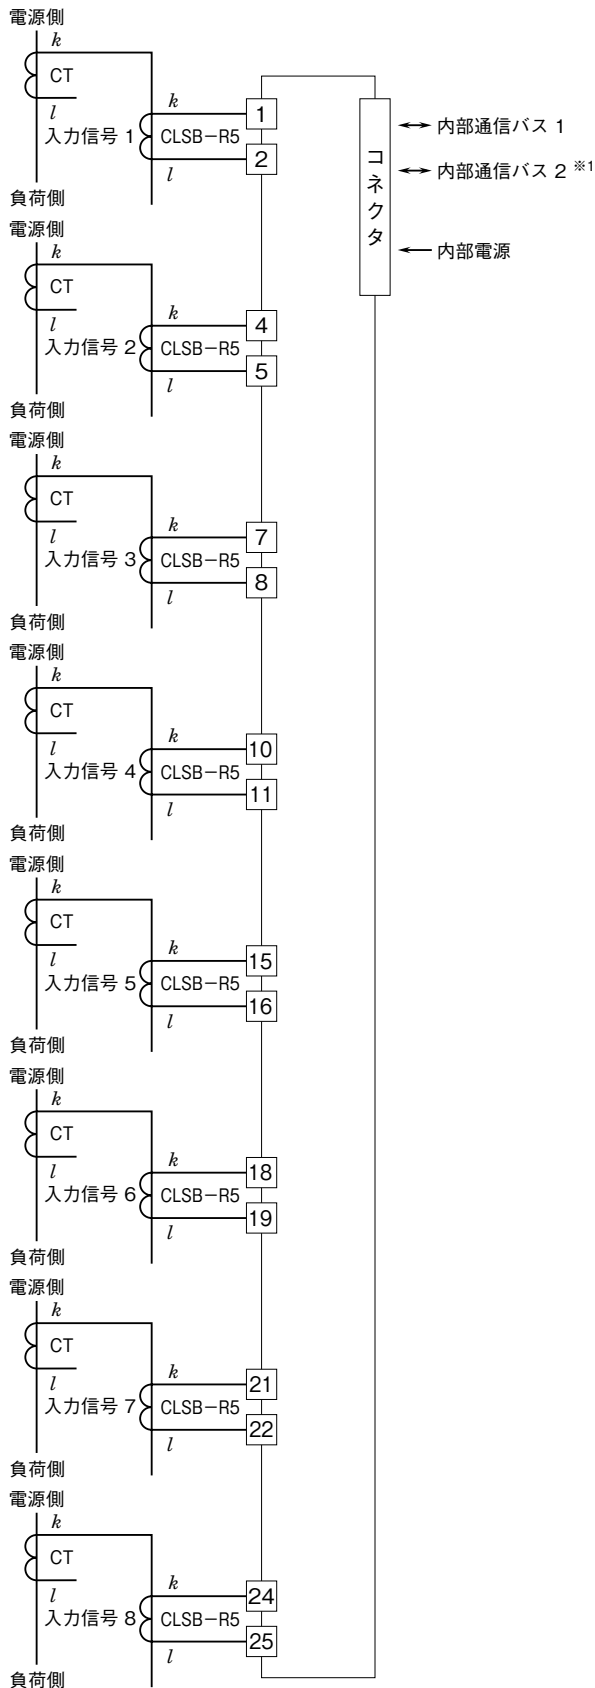 電源側
k
CT
l
入力信号 1
k
CLSB−R5
l
1
2
負荷側
電源側
k
CT
l
入力信号 2
k
CLSB−R5
l
4
5
負荷側
電源側
k
CT
l
入力信号 3
k
CLSB−R5
l
7
8
負荷側
電源側
k
CT
l
入力信号 4
k
CLSB−R5
l
10
11
負荷側
電源側
k
CT
l
入力信号 5
k
CLSB−R5
l
15
16
負荷側
電源側
k
CT
l
入力信号 6
k
CLSB−R5
l
18
19
負荷側
電源側
k
CT
l
入力信号 7
k
CLSB−R5
l
21
22
負荷側
電源側
k
CT
l
入力信号 8
k
CLSB−R5
l
24
25
負荷側
コネクタ
内部通信バス 1
内部通信バス 2 ※1
内部電源